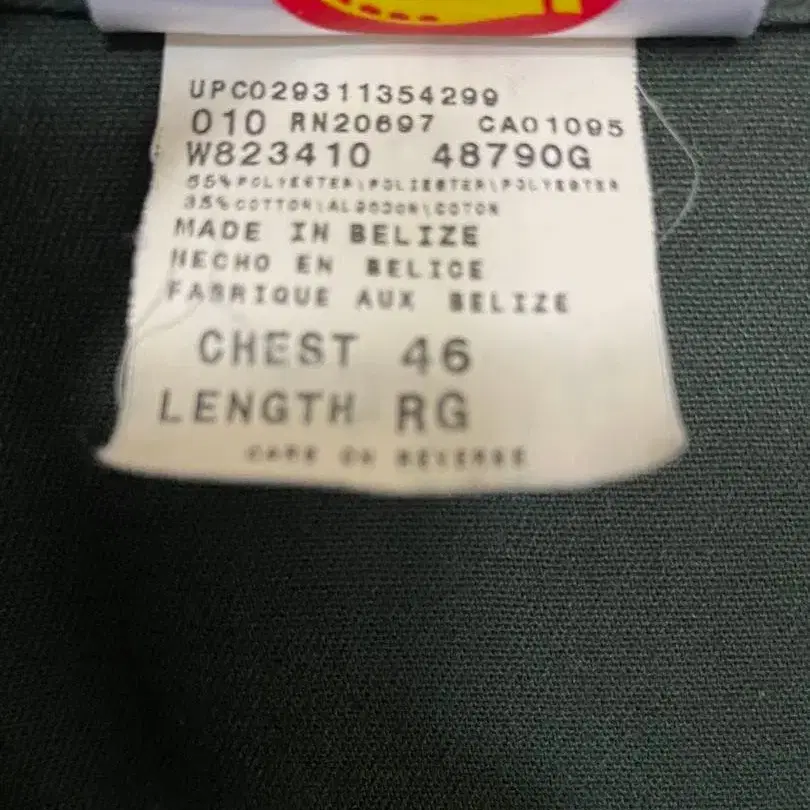 UPC029311354299
010 RN20697 CA01095
W823410 48790G
65%POLYESTER\POLIESTER\POLYESTER
35%COTTON\ALGODON\COTON
MADE IN BELIZE
HECHO EN BELICE
FABRIQUE AUX BELIZE
CHEST 46
LENGTH RG
CARE ON REVERSE